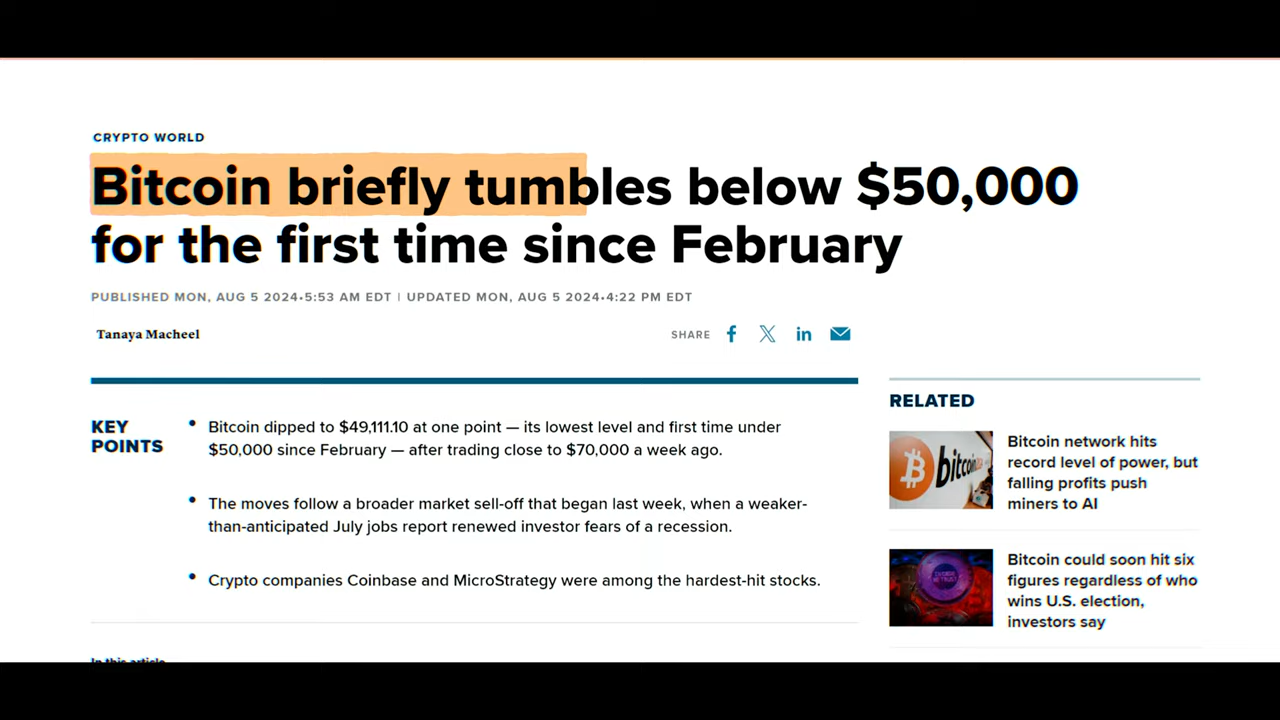 CRYPTO WORLD
Bitcoin briefly tumbles below $50,000
for the first time since February
PUBLISHED MON, AUG 5 2024•5:53 AM EDT | UPDATED MON, AUG 5 2024•4:22 PM EDT
Tanaya Macheel
SHARE
KEY
POINTS
• Bitcoin dipped to $49,111.10 at one point — its lowest level and first time under
$50,000 since February — after trading close to $70,000 a week ago.
• The moves follow a broader market sell-off that began last week, when a weaker-
than-anticipated July jobs report renewed investor fears of a recession.
• Crypto companies Coinbase and MicroStrategy were among the hardest-hit stocks.
In this article
RELATED
bitcoin
Bitcoin network hits
record level of power, but
falling profits push
miners to AI
Bitcoin could soon hit six
figures regardless of who
wins U.S. election,
investors say